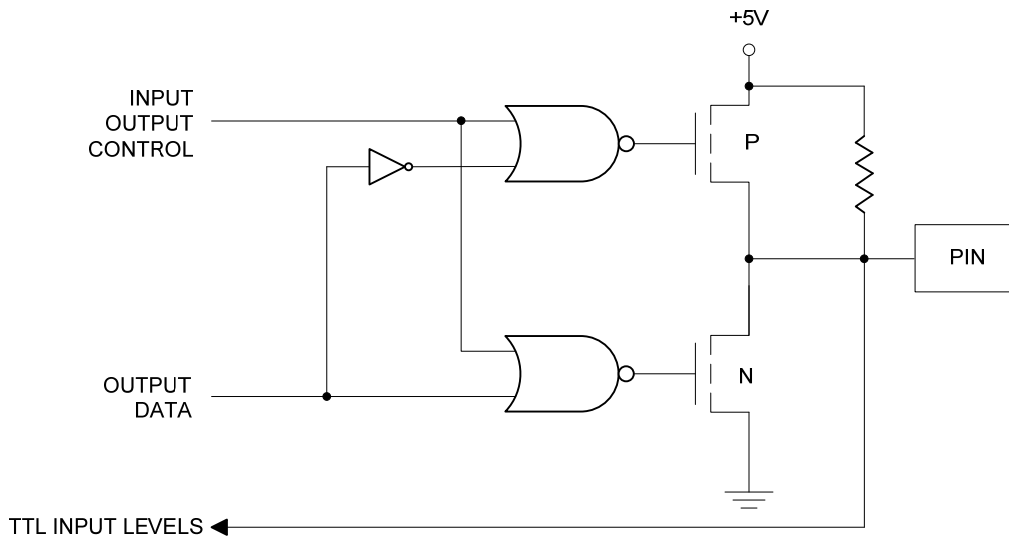 +5V
INPUT
OUTPUT
CONTROL
P
PIN
N
OUTPUT
DATA
TTL INPUT LEVELS